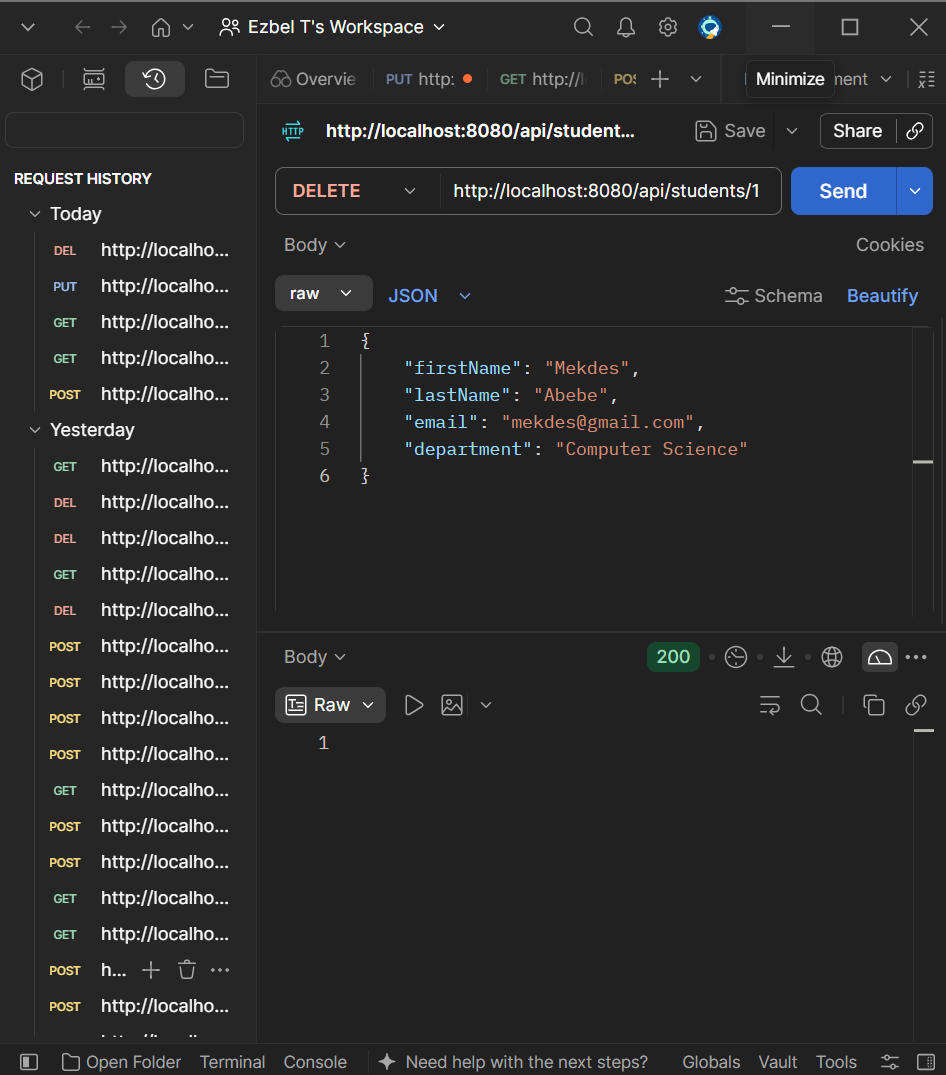 Ezbel T's Workspace
Overvie
PUT http:
GET http://
POS
Minimize
ment
http://localhost:8080/api/student...
Save
Share
REQUEST HISTORY
DELETE
http://localhost:8080/api/students/1
Send
Today
DEL http://localho...
PUT http://localho...
GET http://localho...
GET http://localho...
POST http://localho...
Yesterday
GET http://localho...
DEL http://localho...
DEL http://localho...
GET http://localho...
DEL http://localho...
POST http://localho...
POST http://localho...
POST http://localho...
POST http://localho...
GET http://localho...
POST http://localho...
POST http://localho...
GET http://localho...
GET http://localho...
POST h...
POST http://localho...
Body
Cookies
raw
JSON
Schema
Beautify
1 {
2 "firstName": "Mekdes",
3 "lastName": "Abebe",
4 "email": "mekdes@gmail.com",
5 "department": "Computer Science"
6 }
Body
200
Raw
1
Open Folder
Terminal
Console
Need help with the next steps?
Globals
Vault
Tools